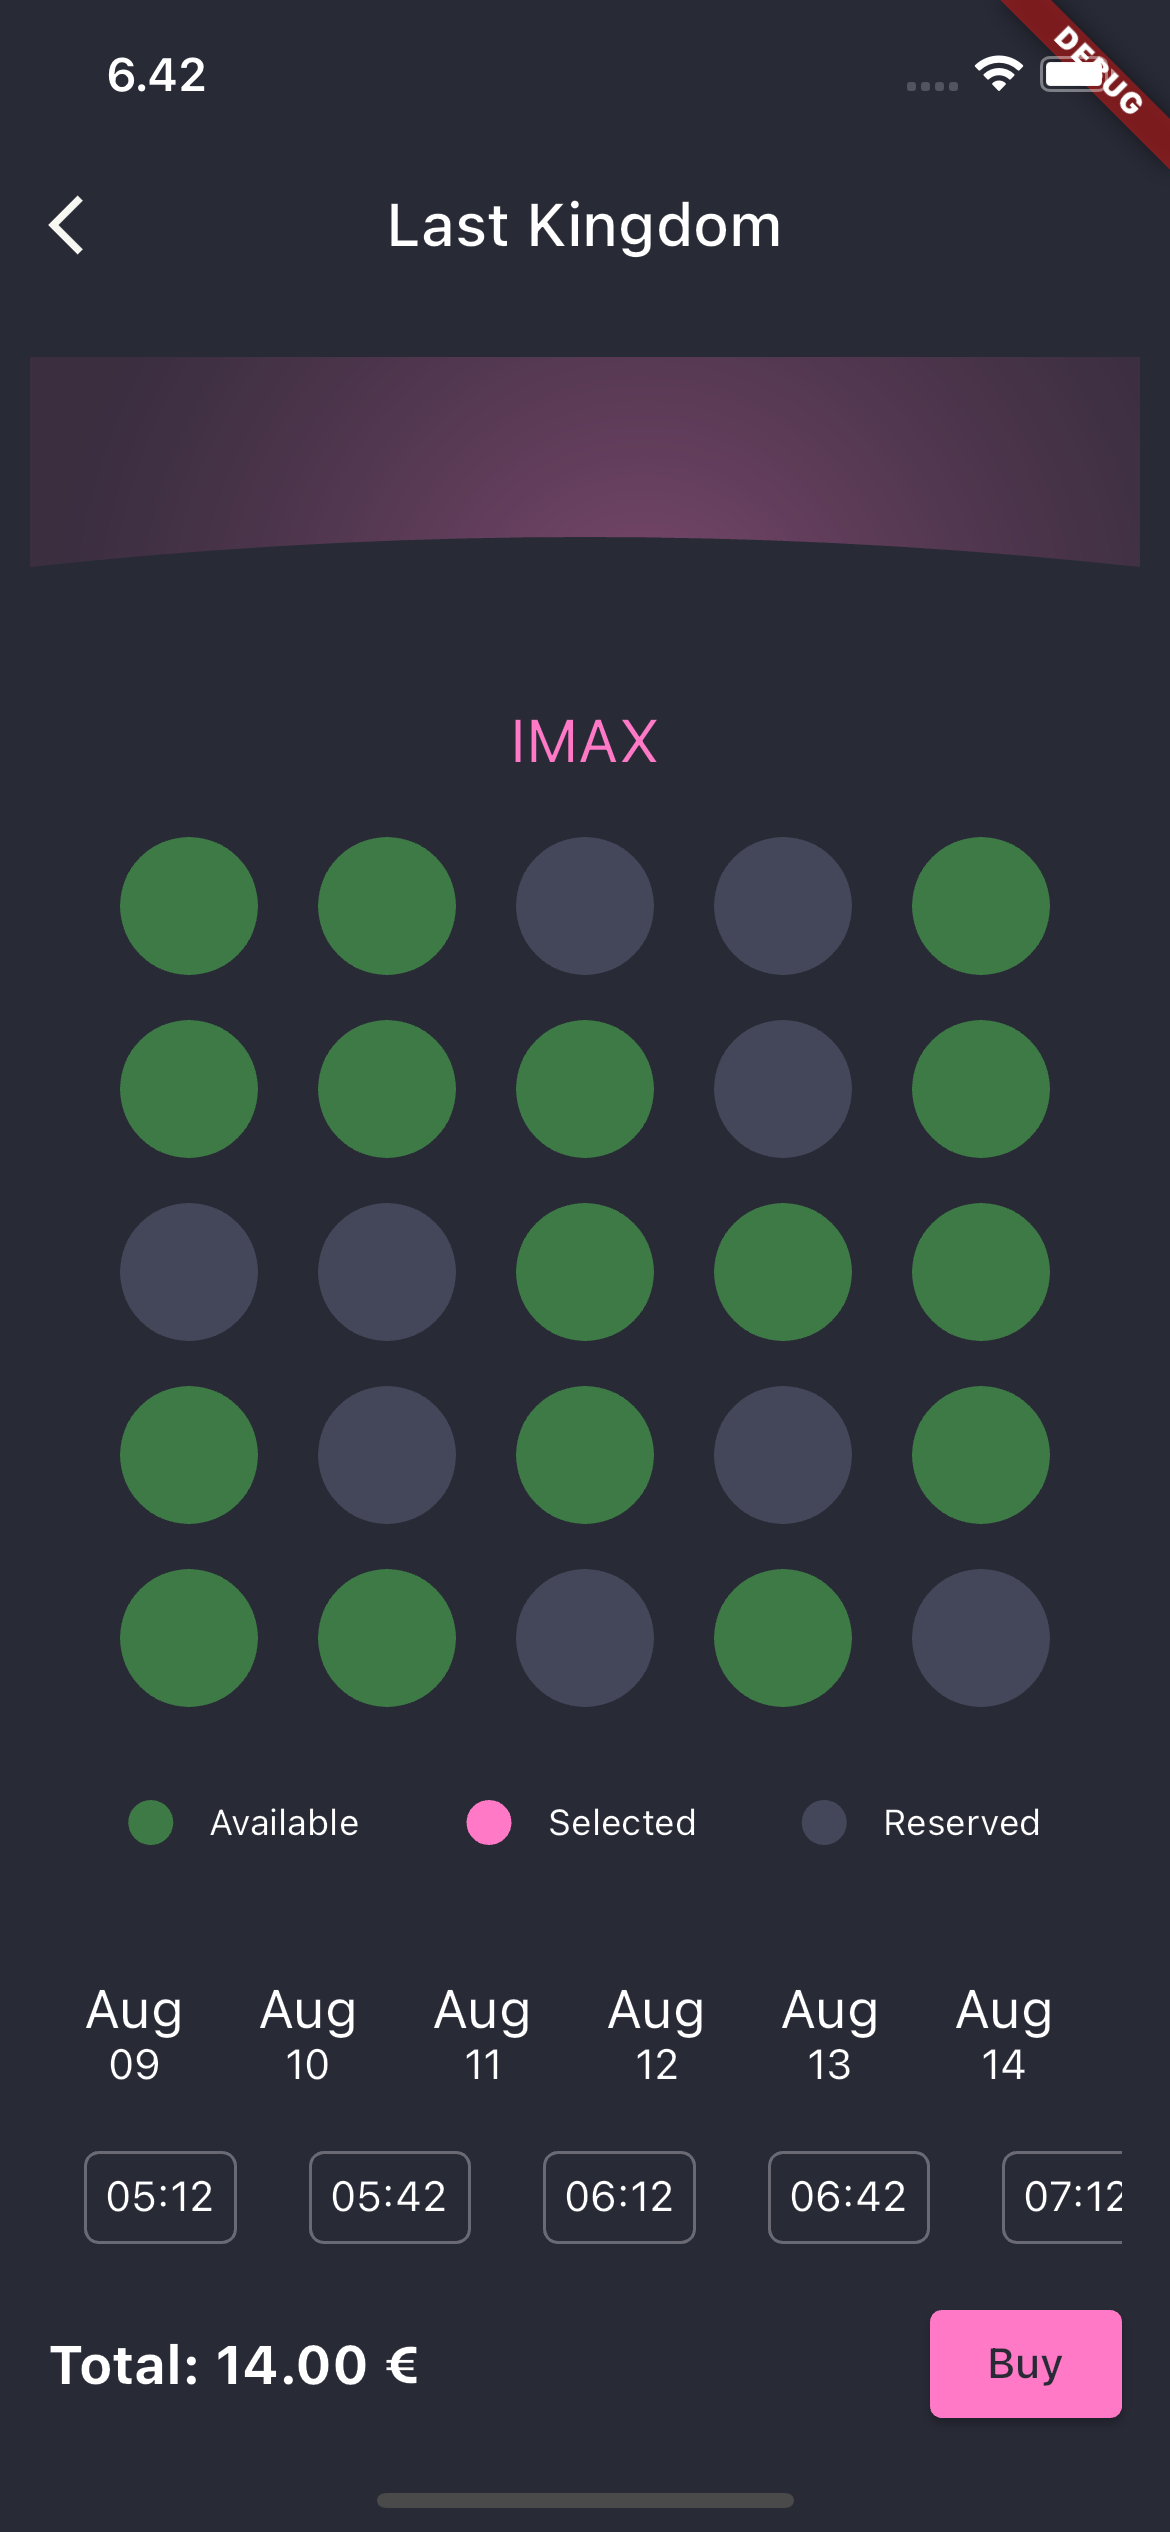 6.42
DEBUG
Last Kingdom
IMAX
Available Selected Reserved
Aug Aug Aug Aug Aug Aug
09 10 11 12 13 14
05:12 05:42 06:12 06:42 07:12
Total: 14.00 €
Buy